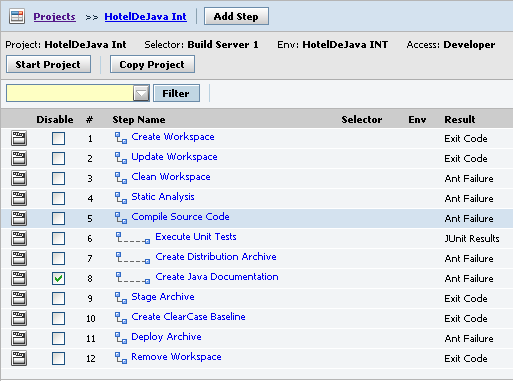 Projects >> HotelDeJava Int Add Step
Project: HotelDeJava Int Selector: Build Server 1 Env: HotelDeJava INT Access: Developer
Start Project Copy Project
Filter
Disable # Step Name Selector Env Result
1 Create Workspace Exit Code
2 Update Workspace Exit Code
3 Clean Workspace Ant Failure
4 Static Analysis Ant Failure
5 Compile Source Code Ant Failure
6 Execute Unit Tests JUnit Results
7 Create Distribution Archive Ant Failure
8 Create Java Documentation Ant Failure
9 Stage Archive Exit Code
10 Create ClearCase Baseline Exit Code
11 Deploy Archive Ant Failure
12 Remove Workspace Exit Code